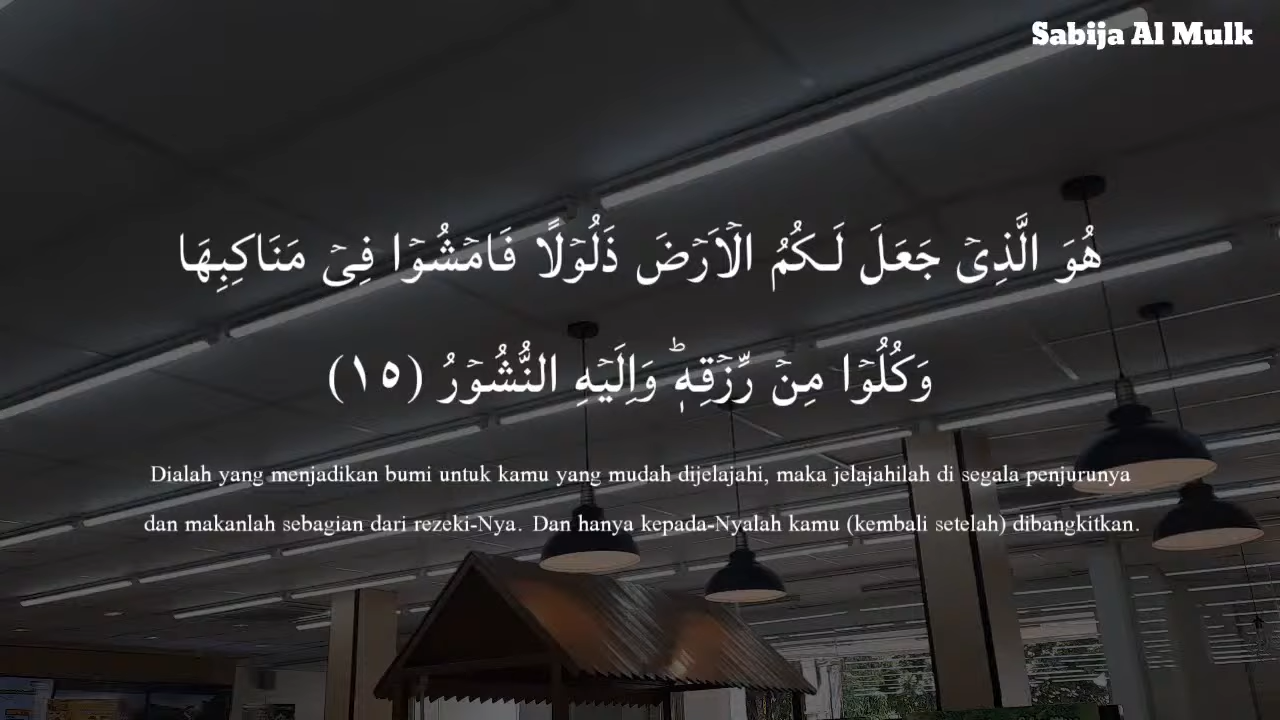 Sabija Al Mulk
هُوَ الَّذِيۡ جَعَلَ لَـكُمُ الۡاَرۡضَ ذَلُوۡلًا فَامۡشُوۡا فِيۡ مَنَاكِبِهَا
وَكُلُوۡا مِنۡ رِّزۡقِهٖ‌ؕ وَاِلَيۡهِ النُّشُوۡرُ (١٥)
Dialah yang menjadikan bumi untuk kamu yang mudah dijelajahi, maka jelajahilah di segala penjurunya
dan makanlah sebagian dari rezeki-Nya. Dan hanya kepada-Nyalah kamu (kembali setelah) dibangkitkan.